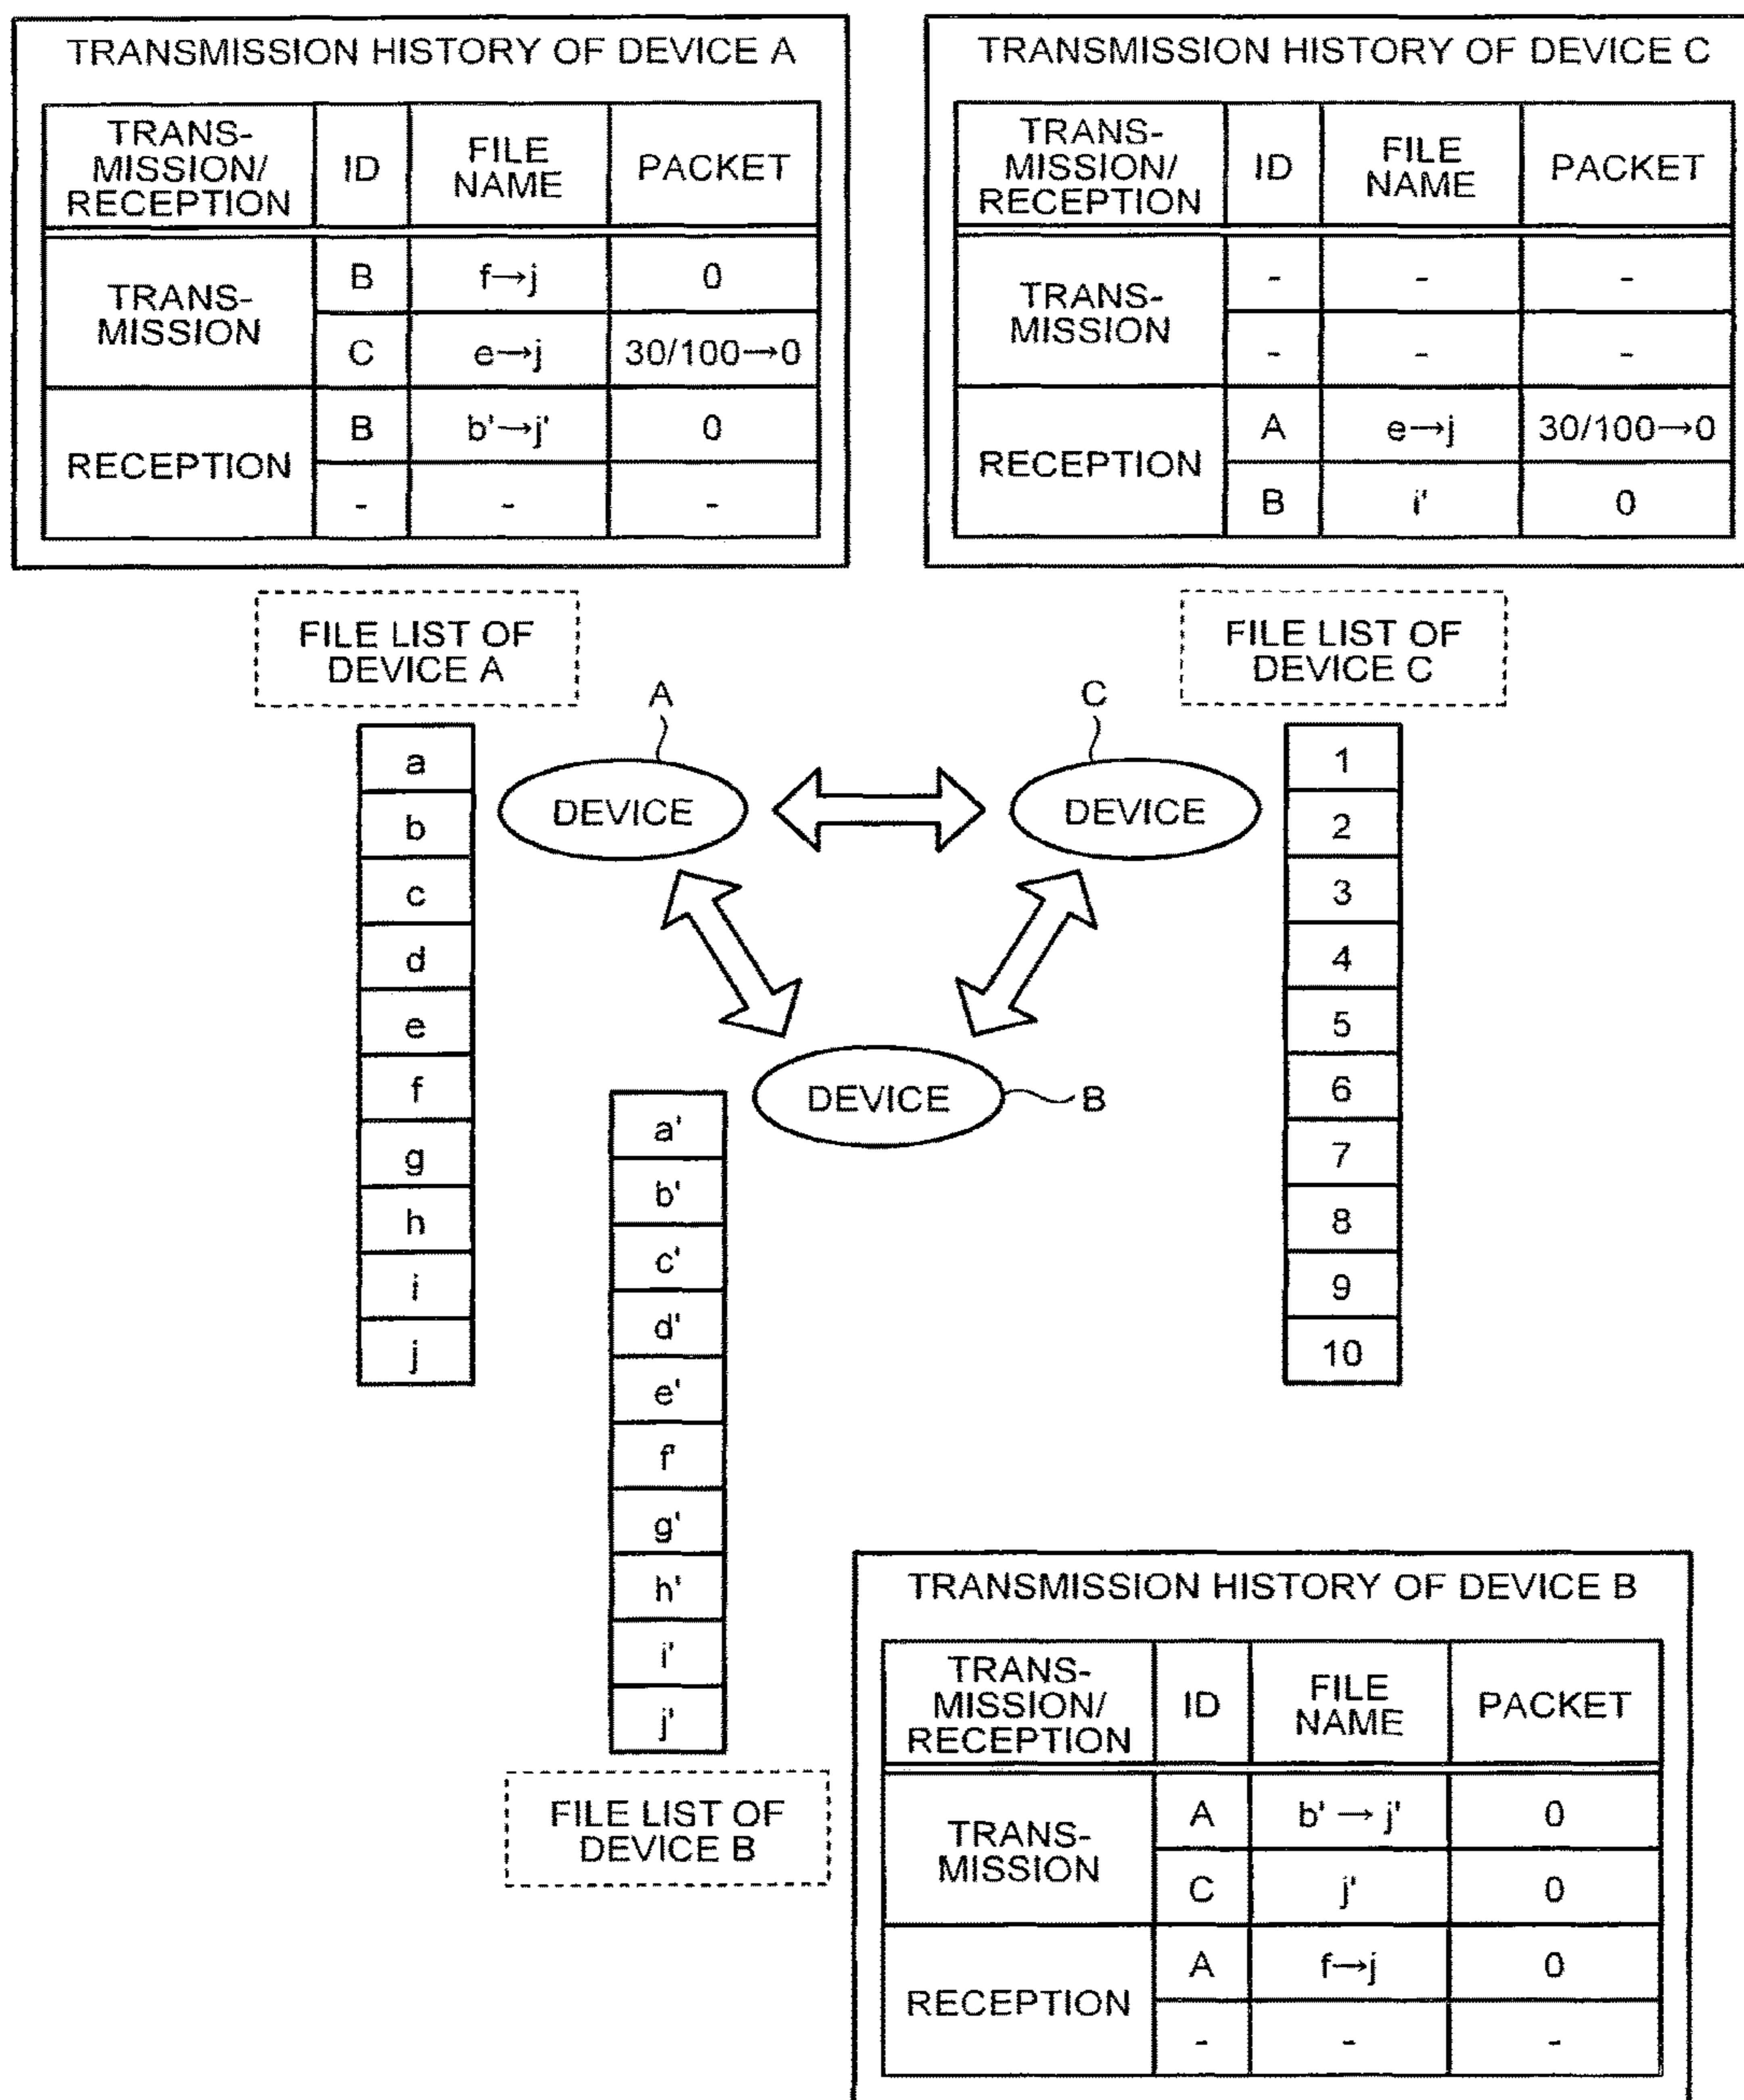 TRANSMISSION HISTORY OF DEVICE A
TRANS-
MISSION/
RECEPTION
ID
FILE
NAME
PACKET
TRANS-
MISSION
B
f→j
0
C
e→j
30/100→0
RECEPTION
B
b'→j'
0
-
-
-
TRANSMISSION HISTORY OF DEVICE C
TRANS-
MISSION/
RECEPTION
ID
FILE
NAME
PACKET
TRANS-
MISSION
-
-
-
-
-
-
RECEPTION
A
e→j
30/100→0
B
i'
0
FILE LIST OF
DEVICE A
a
b
c
d
e
f
g
h
i
j
A
DEVICE
C
DEVICE
DEVICE
B
FILE LIST OF
DEVICE C
1
2
3
4
5
6
7
8
9
10
a'
b'
c'
d'
e'
f'
g'
h'
i'
j'
FILE LIST OF
DEVICE B
TRANSMISSION HISTORY OF DEVICE B
TRANS-
MISSION/
RECEPTION
ID
FILE
NAME
PACKET
TRANS-
MISSION
A
b' → j'
0
C
j'
0
RECEPTION
A
f→j
0
-
-
-